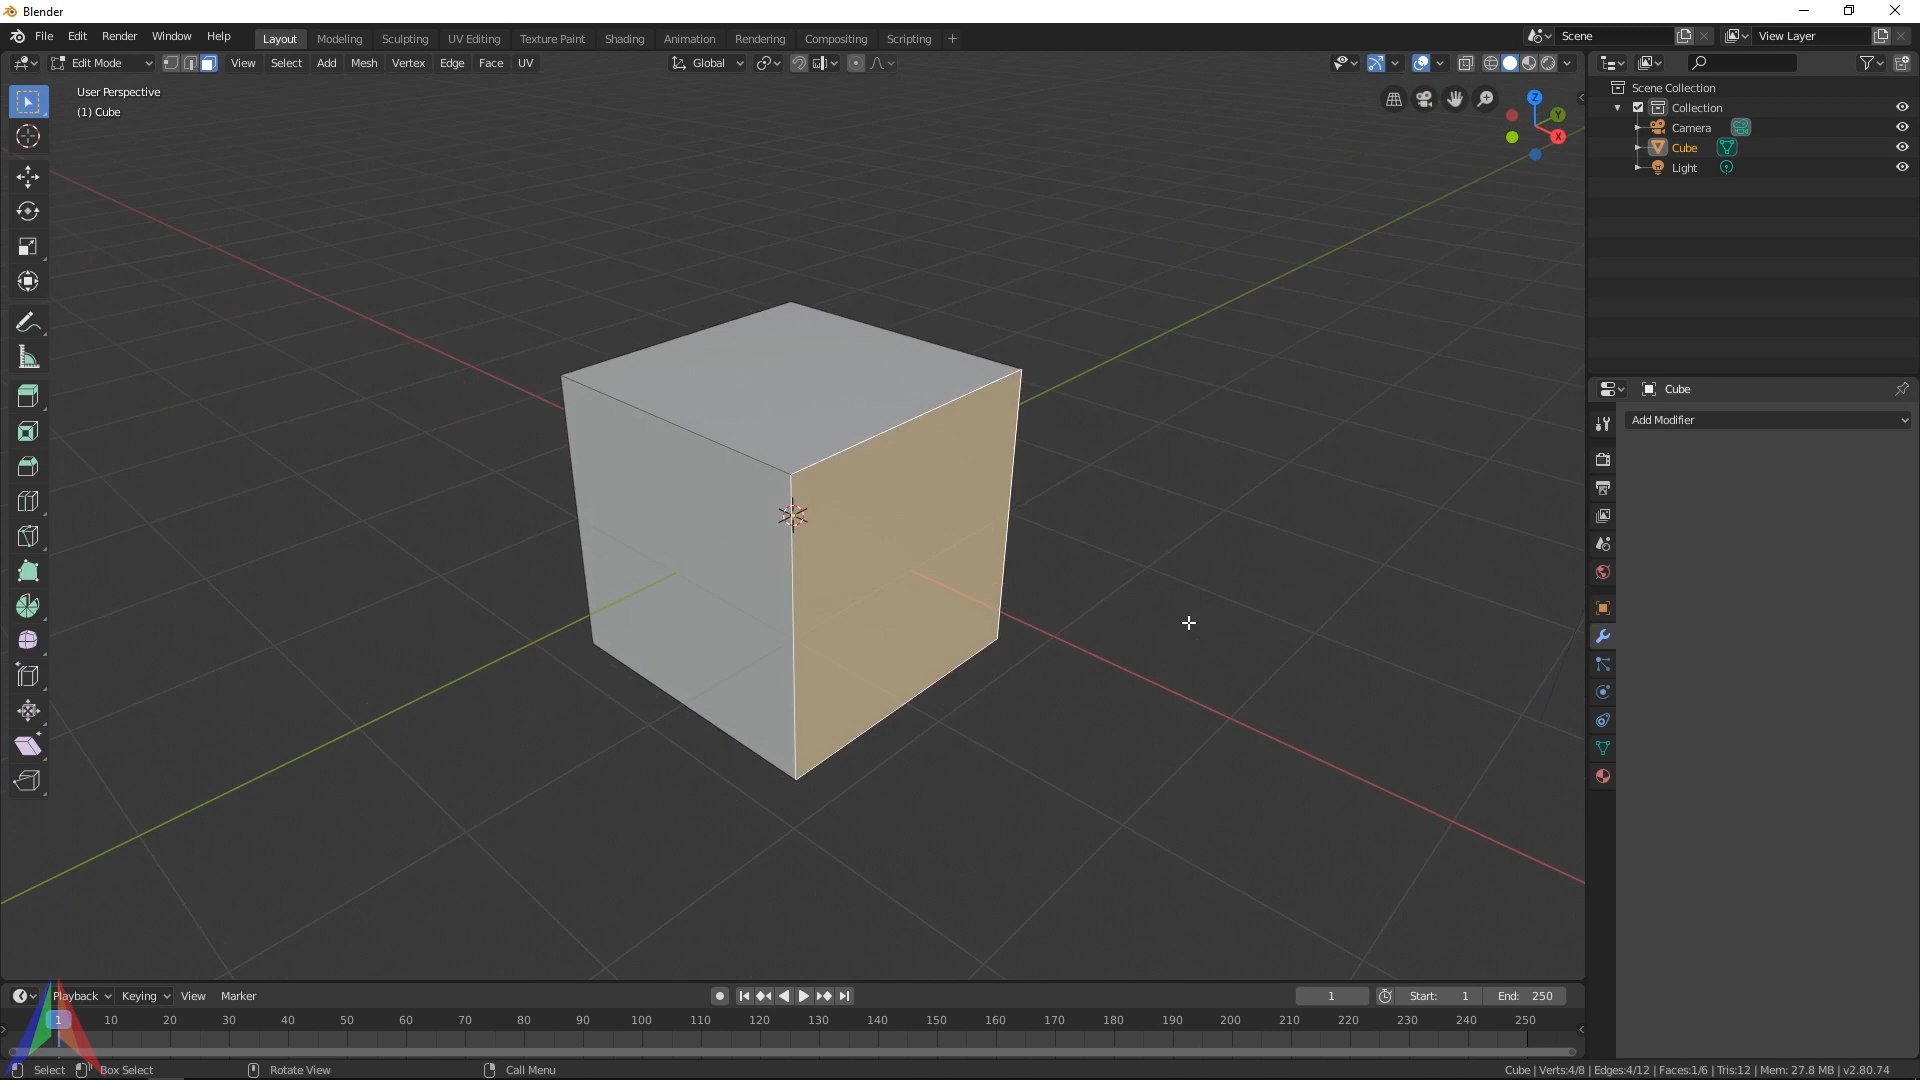 Blender
File Edit Render Window Help Layout Modeling Sculpting UV Editing Texture Paint Shading Animation Rendering Compositing Scripting + Scene View Layer
Edit Mode View Select Add Mesh Vertex Edge Face UV Global
User Perspective
(1) Cube
Z
Y
X
Scene Collection
Collection
Camera
Cube
Light
Cube
Add Modifier
Playback Keying View Marker 1 Start: 1 End: 250
1 10 20 30 40 50 60 70 80 90 100 110 120 130 140 150 160 170 180 190 200 210 220 230 240 250
Select Box Select Rotate View Call Menu Cube | Verts:4/8 | Edges:4/12 | Faces:1/6 | Tris:12 | Mem: 27.8 MB | v2.80.74